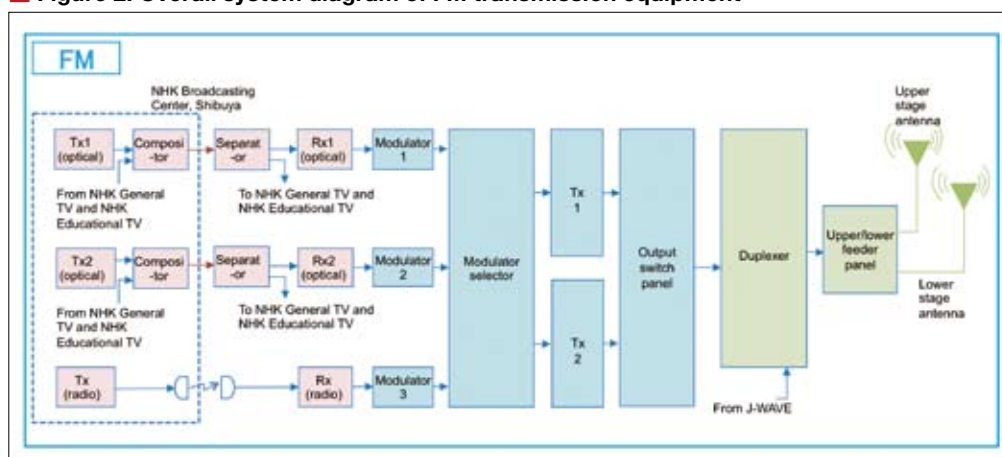 Figure 2: Overall system diagram of FM transmission equipment
FM
NHK Broadcasting
Center, Shibuya
Tx1
(optical)
Composi
-tor
Separat
-or
Rx1
(optical)
Modulator
1
From NHK General
TV and NHK
Educational TV
To NHK General TV and
NHK Educational TV
Tx2
(optical)
Composi
-tor
Separat
-or
Rx2
(optical)
Modulator
2
From NHK General
TV and NHK
Educational TV
To NHK General TV and
NHK Educational TV
Tx
(radio)
Rx
(radio)
Modulator
3
Modulator
selector
Tx
1
Tx
2
Output
switch
panel
Duplexer
From J-WAVE
Upper/lower
feeder
panel
Upper
stage
antenna
Lower
stage
antenna